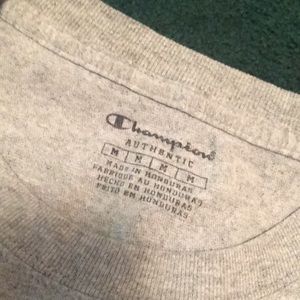 Champion
AUTHENTIC
M M M M
MADE IN HONDURAS
FABRIQUÉ AU HONDURAS
HECHO EN HONDURAS
FEITO EM HONDURAS